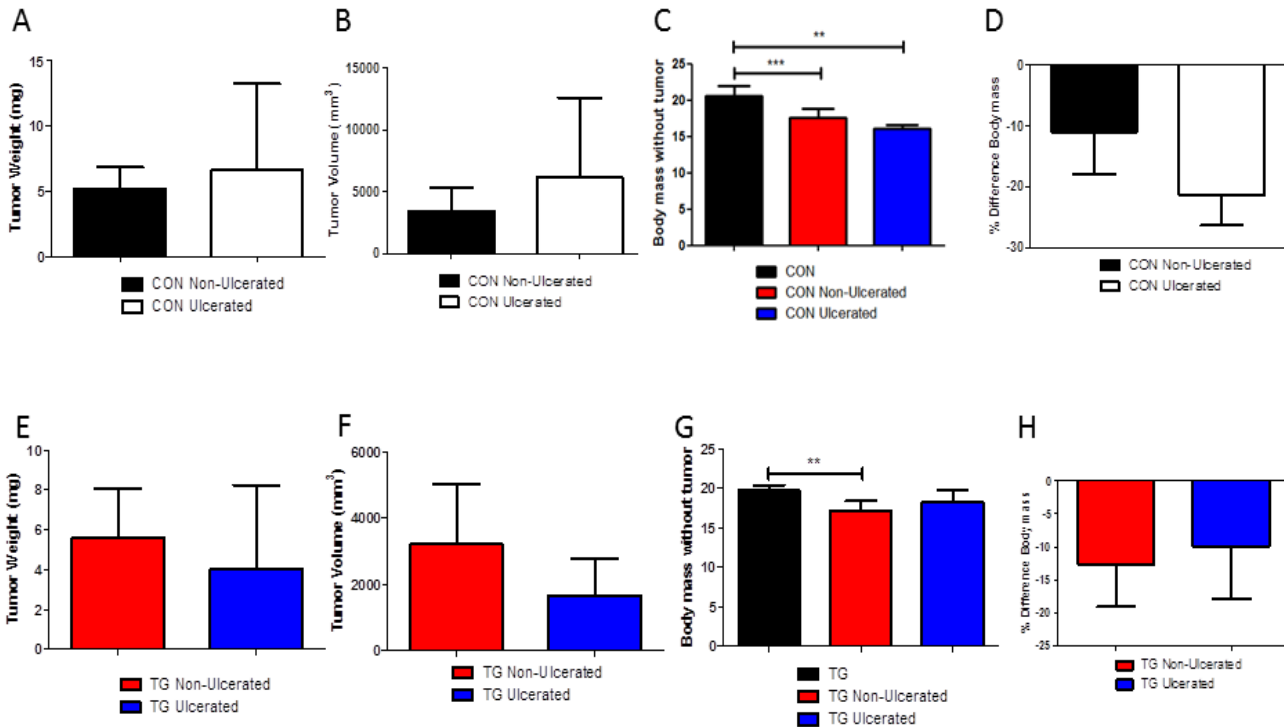 A
Tumor Weight (mg)
15
10
5
0
CON Non-Ulcerated
CON Ulcerated
B
Tumor Volume (mm³)
15000
10000
5000
0
CON Non-Ulcerated
CON Ulcerated
C
Body mass without tumor
25
20
15
10
5
0
**
***
CON
CON Non-Ulcerated
CON Ulcerated
D
% Difference Body mass
0
-10
-20
-30
CON Non-Ulcerated
CON Ulcerated
E
Tumor Weight (mg)
10
8
6
4
2
0
TG Non-Ulcerated
TG Ulcerated
F
Tumor Volume (mm³)
6000
4000
2000
0
TG Non-Ulcerated
TG Ulcerated
G
Body mass without tumor
25
20
15
10
5
0
**
TG
TG Non-Ulcerated
TG Ulcerated
H
% Difference Body mass
0
-5
-10
-15
-20
-25
TG Non-Ulcerated
TG Ulcerated